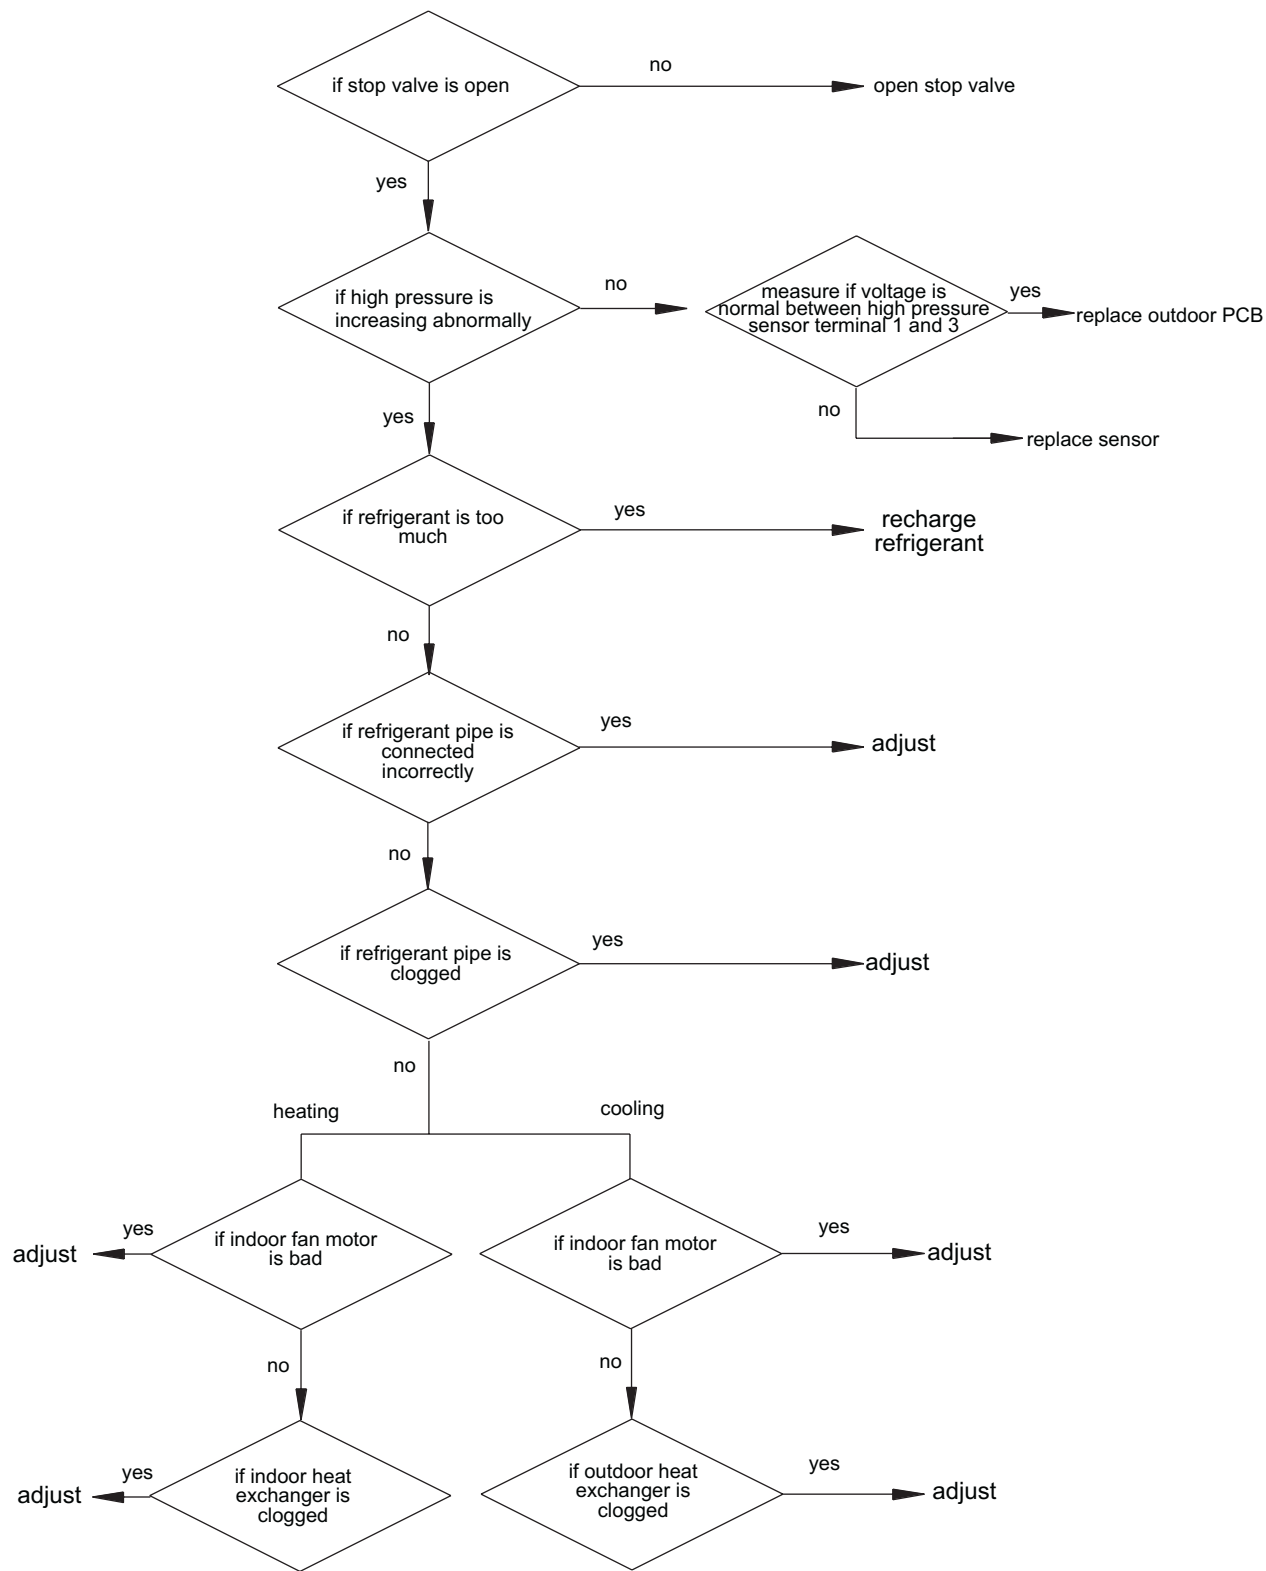 if stop valve is open
no
open stop valve
yes
if high pressure is
increasing abnormally
no
measure if voltage is
normal between high pressure
sensor terminal 1 and 3
yes
replace outdoor PCB
no
replace sensor
yes
if refrigerant is too
much
yes
recharge
refrigerant
no
if refrigerant pipe is
connected
incorrectly
yes
adjust
no
if refrigerant pipe is
clogged
yes
adjust
no
heating
cooling
adjust
yes
if indoor fan motor
is bad
if indoor fan motor
is bad
yes
adjust
no
no
adjust
yes
if indoor heat
exchanger is
clogged
if outdoor heat
exchanger is
clogged
yes
adjust